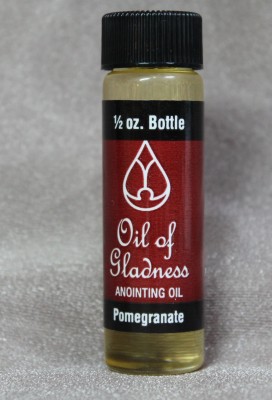 ½ oz. Bottle
Oil of
Gladness
ANOINTING OIL
Pomegranate